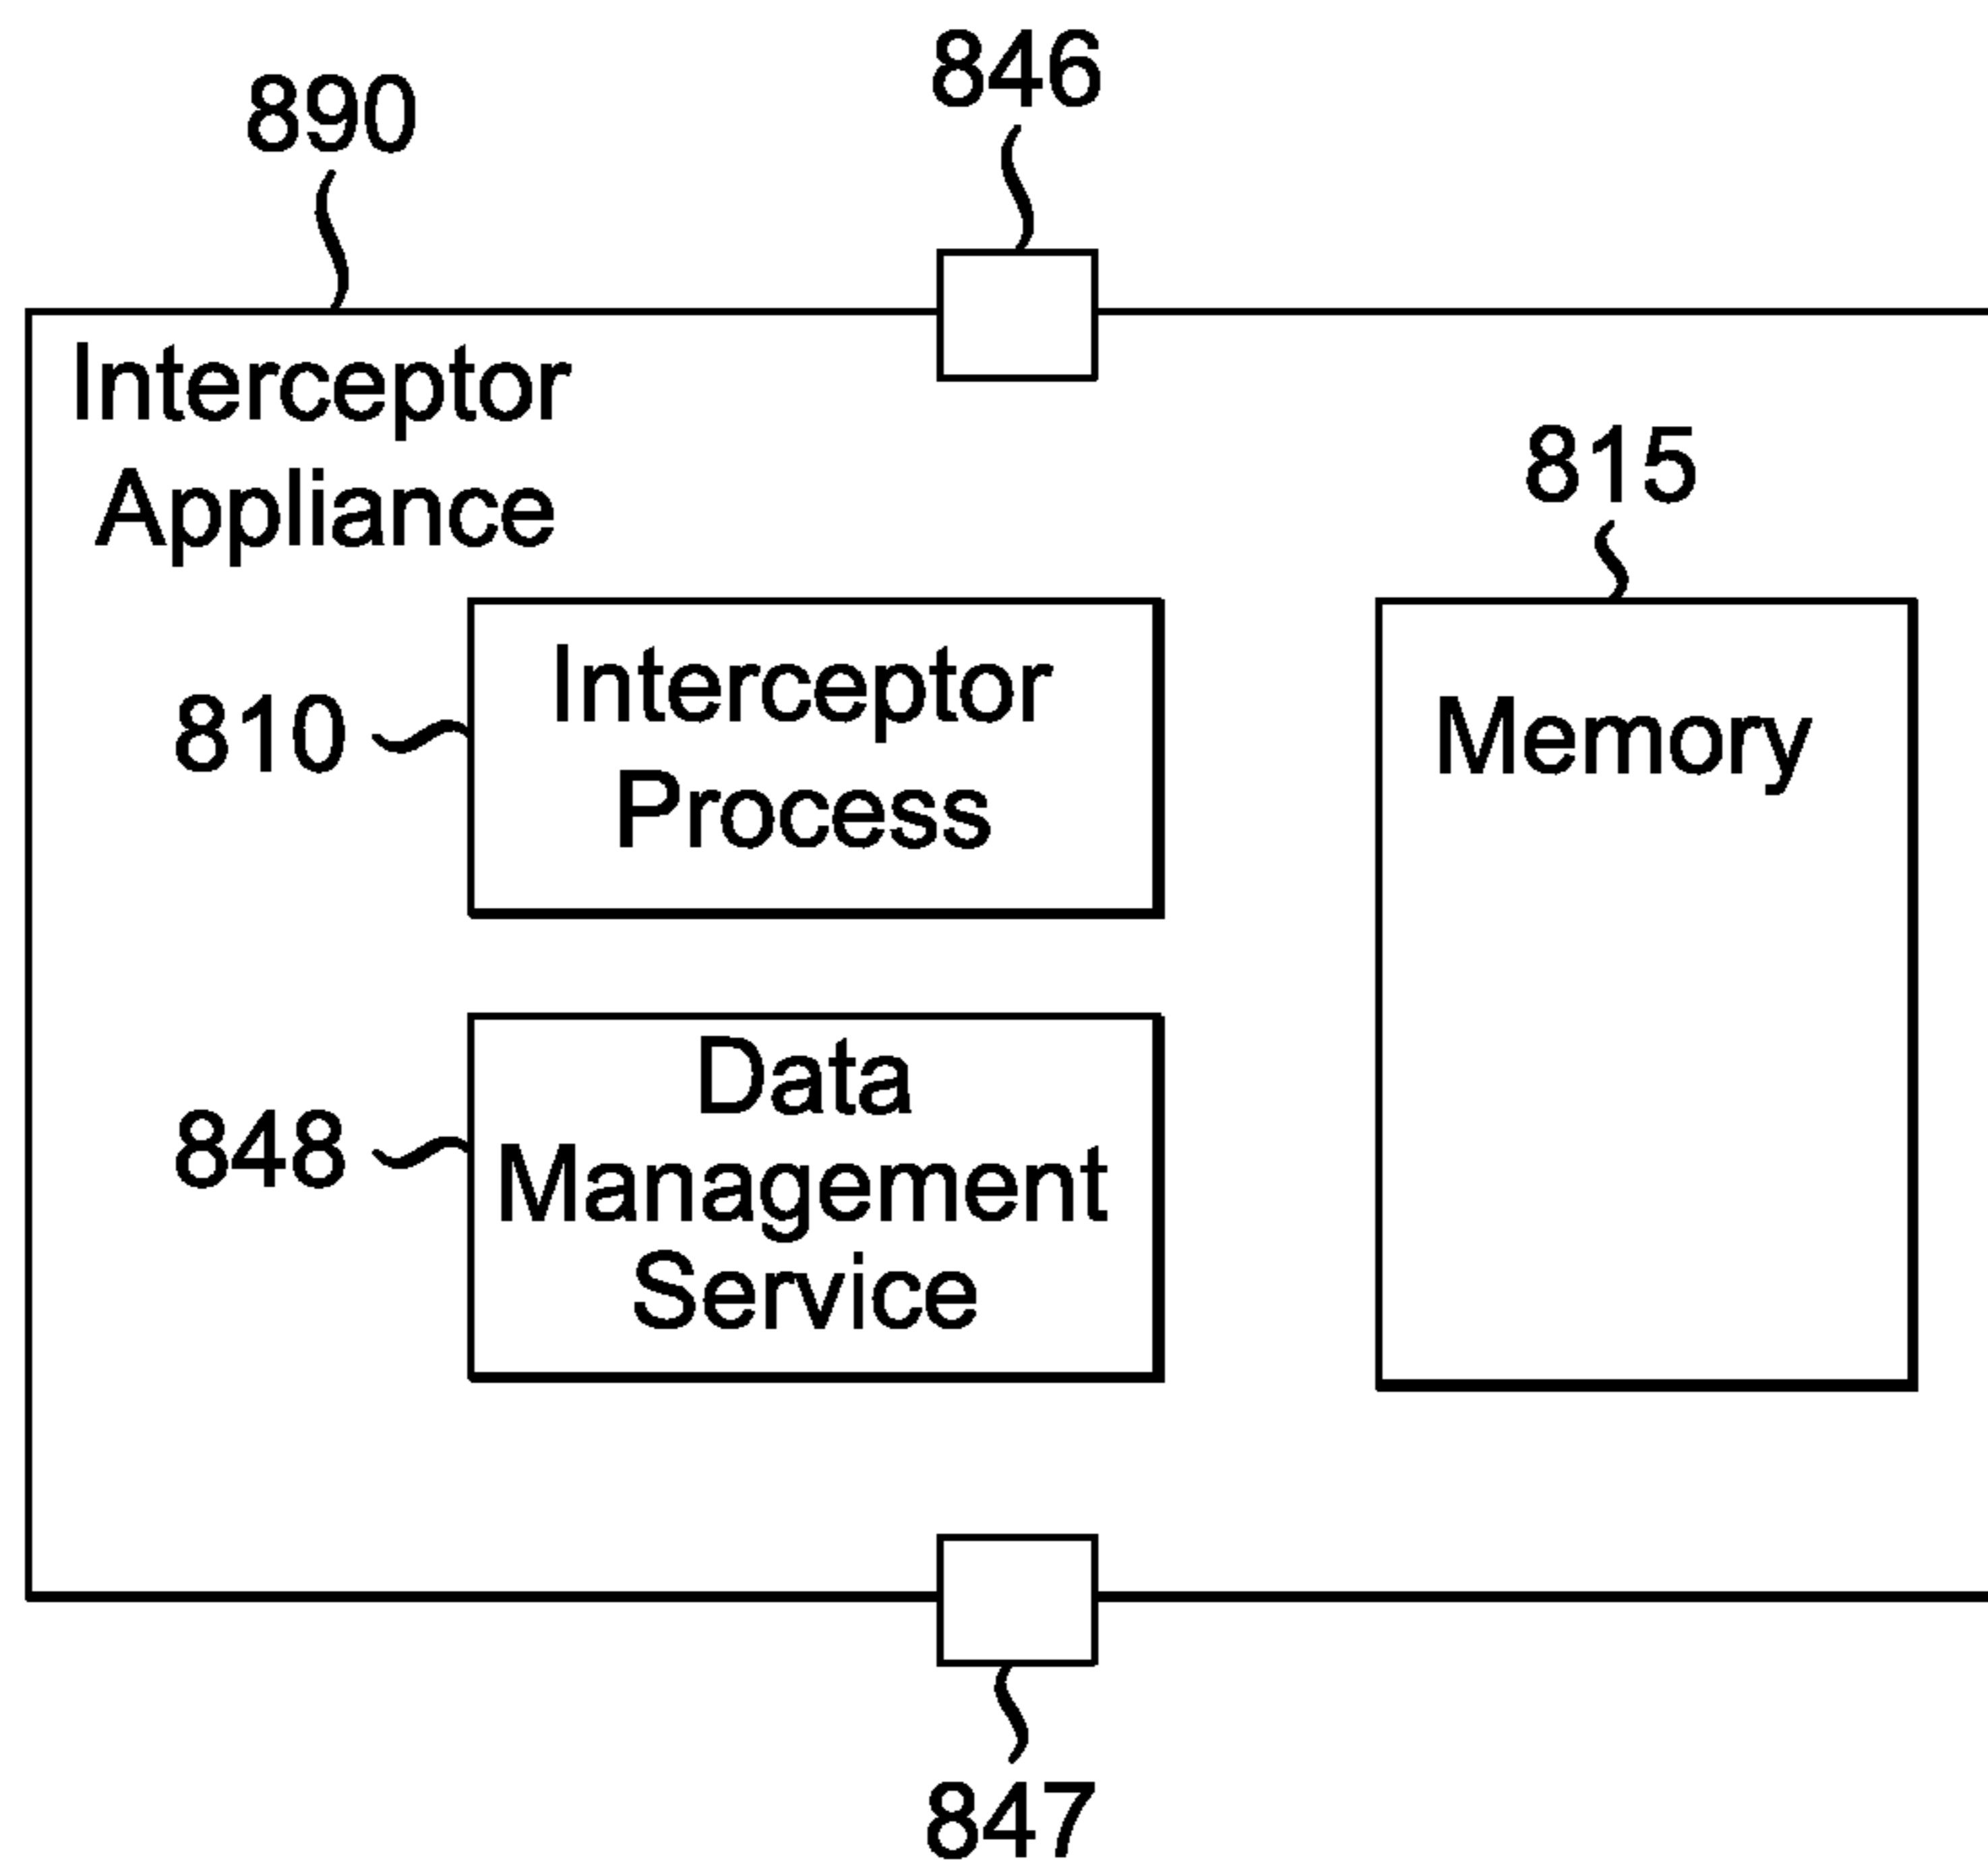 846
890
Interceptor
Appliance
815
Interceptor
Process
810
Memory
Data
Management
Service
848
847